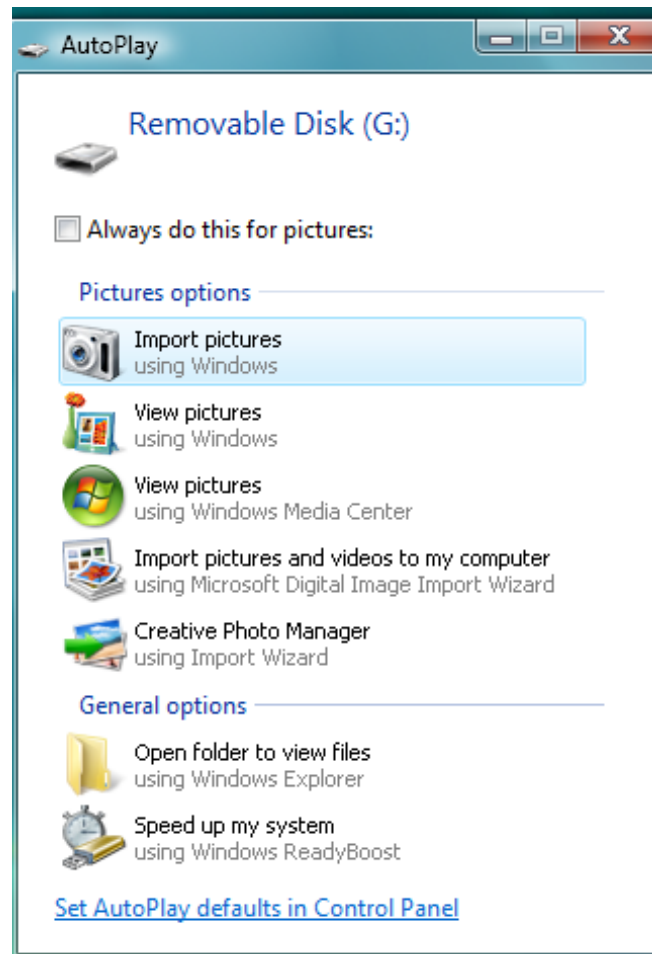 AutoPlay
Removable Disk (G:)
Always do this for pictures:
Pictures options
Import pictures
using Windows
View pictures
using Windows
View pictures
using Windows Media Center
Import pictures and videos to my computer
using Microsoft Digital Image Import Wizard
Creative Photo Manager
using Import Wizard
General options
Open folder to view files
using Windows Explorer
Speed up my system
using Windows ReadyBoost
Set AutoPlay defaults in Control Panel